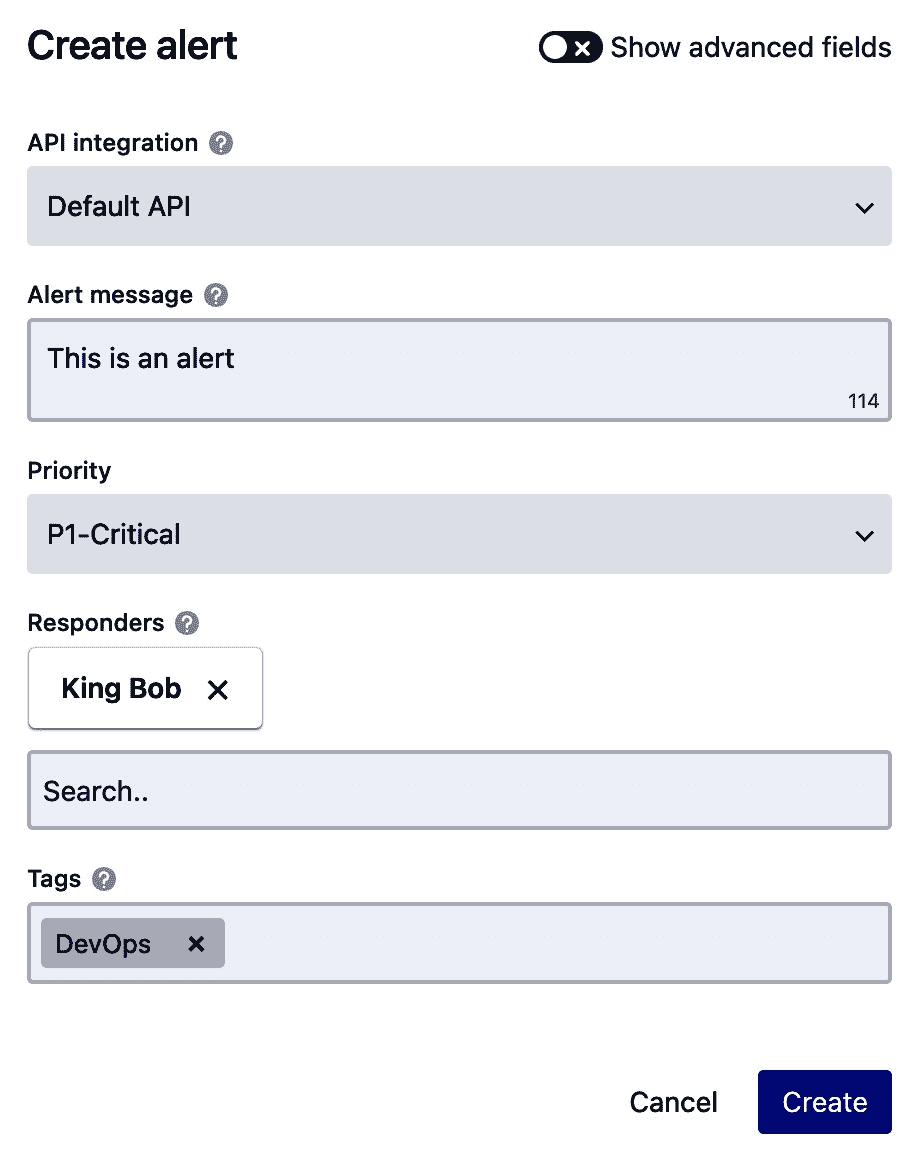 Create alert
Show advanced fields
API integration ?
Default API
Alert message ?
This is an alert
114
Priority
P1-Critical
Responders ?
King Bob ×
Search..
Tags ?
DevOps ×
Cancel
Create